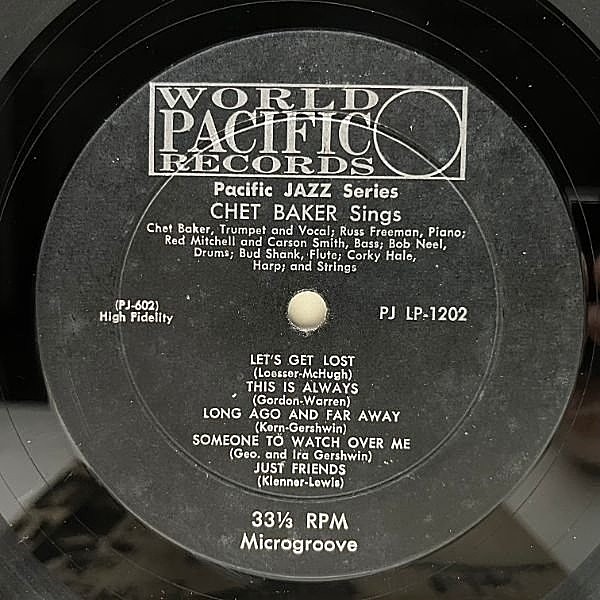 WORLD
PACIFIC
RECORDS
Pacific JAZZ Series
CHET BAKER Sings
Chet Baker, Trumpet and Vocal; Russ Freeman, Piano;
Red Mitchell and Carson Smith, Bass; Bob Neel,
Drums; Bud Shank, Flute; Corky Hale,
Harp; and Strings
(PJ-602)
High Fidelity
PJ LP-1202
LET'S GET LOST
(Loesser-McHugh)
THIS IS ALWAYS
(Gordon-Warren)
LONG AGO AND FAR AWAY
(Kern-Gershwin)
SOMEONE TO WATCH OVER ME
(Geo. and Ira Gershwin)
JUST FRIENDS
(Klenner-Lewis)
33⅓ RPM
Microgroove